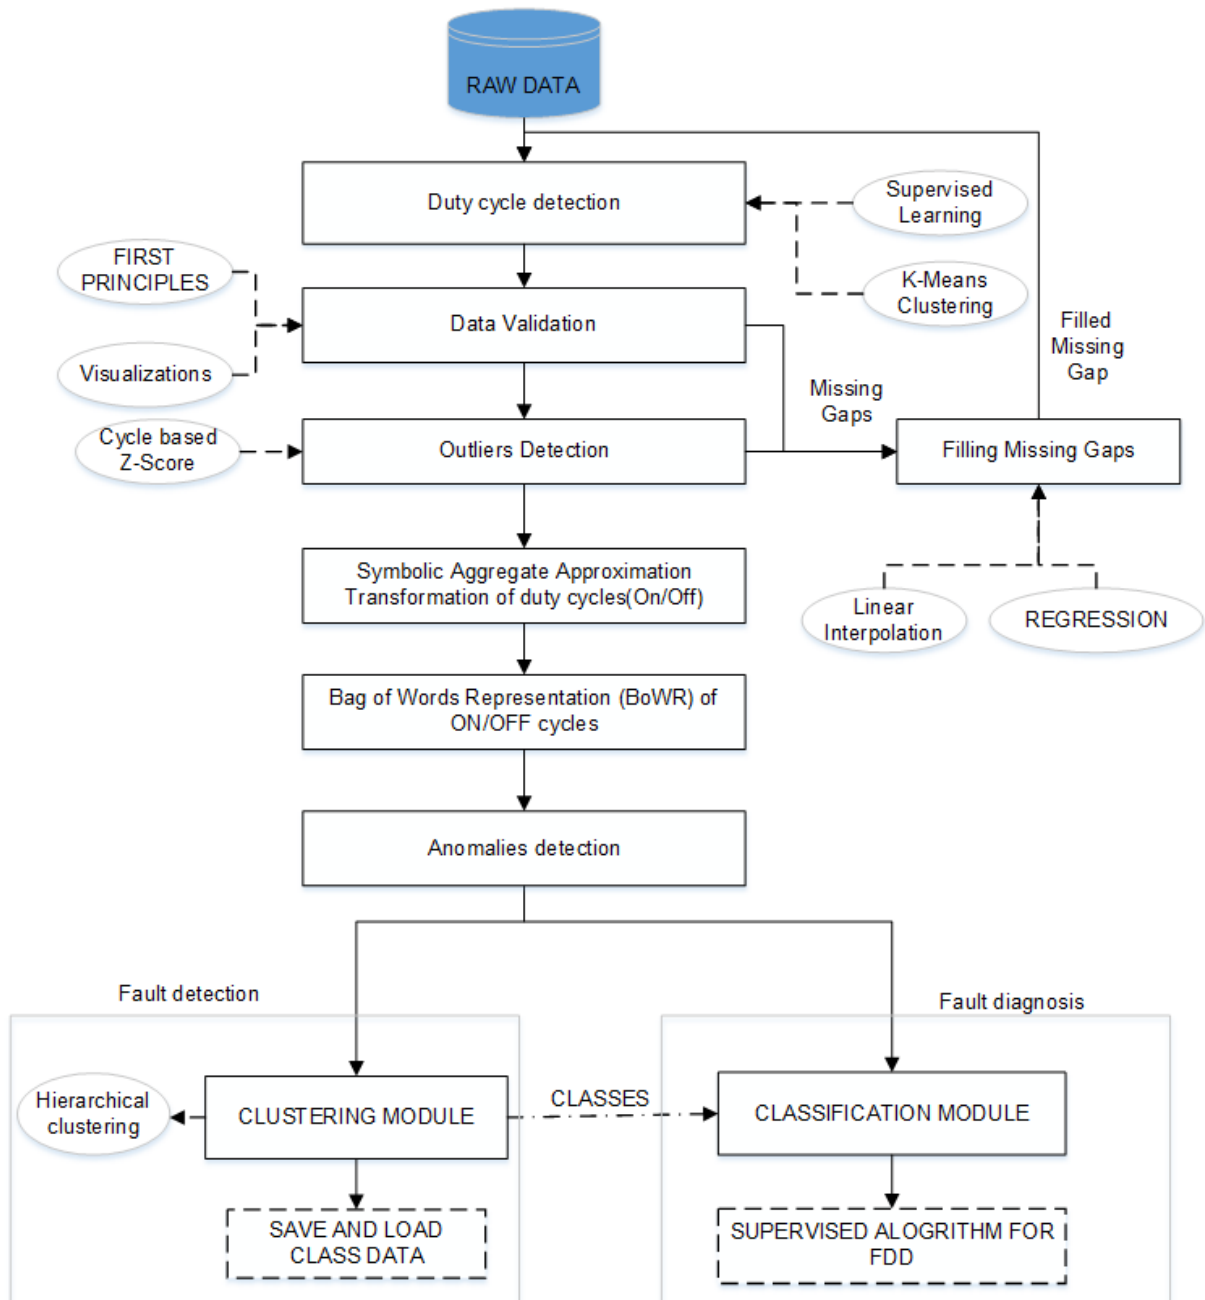 RAW DATA
Duty cycle detection
Supervised
Learning
FIRST
PRINCIPLES
K-Means
Clustering
Data Validation
Filled
Missing
Gap
Visualizations
Missing
Gaps
Cycle based
Z-Score
Outliers Detection
Filling Missing Gaps
Symbolic Aggregate Approximation
Transformation of duty cycles(On/Off)
Linear
Interpolation
REGRESSION
Bag of Words Representation (BoWR) of
ON/OFF cycles
Anomalies detection
Fault detection
Fault diagnosis
Hierarchical
clustering
CLUSTERING MODULE
CLASSES
CLASSIFICATION MODULE
SAVE AND LOAD
CLASS DATA
SUPERVISED ALOGRITHM FOR
FDD